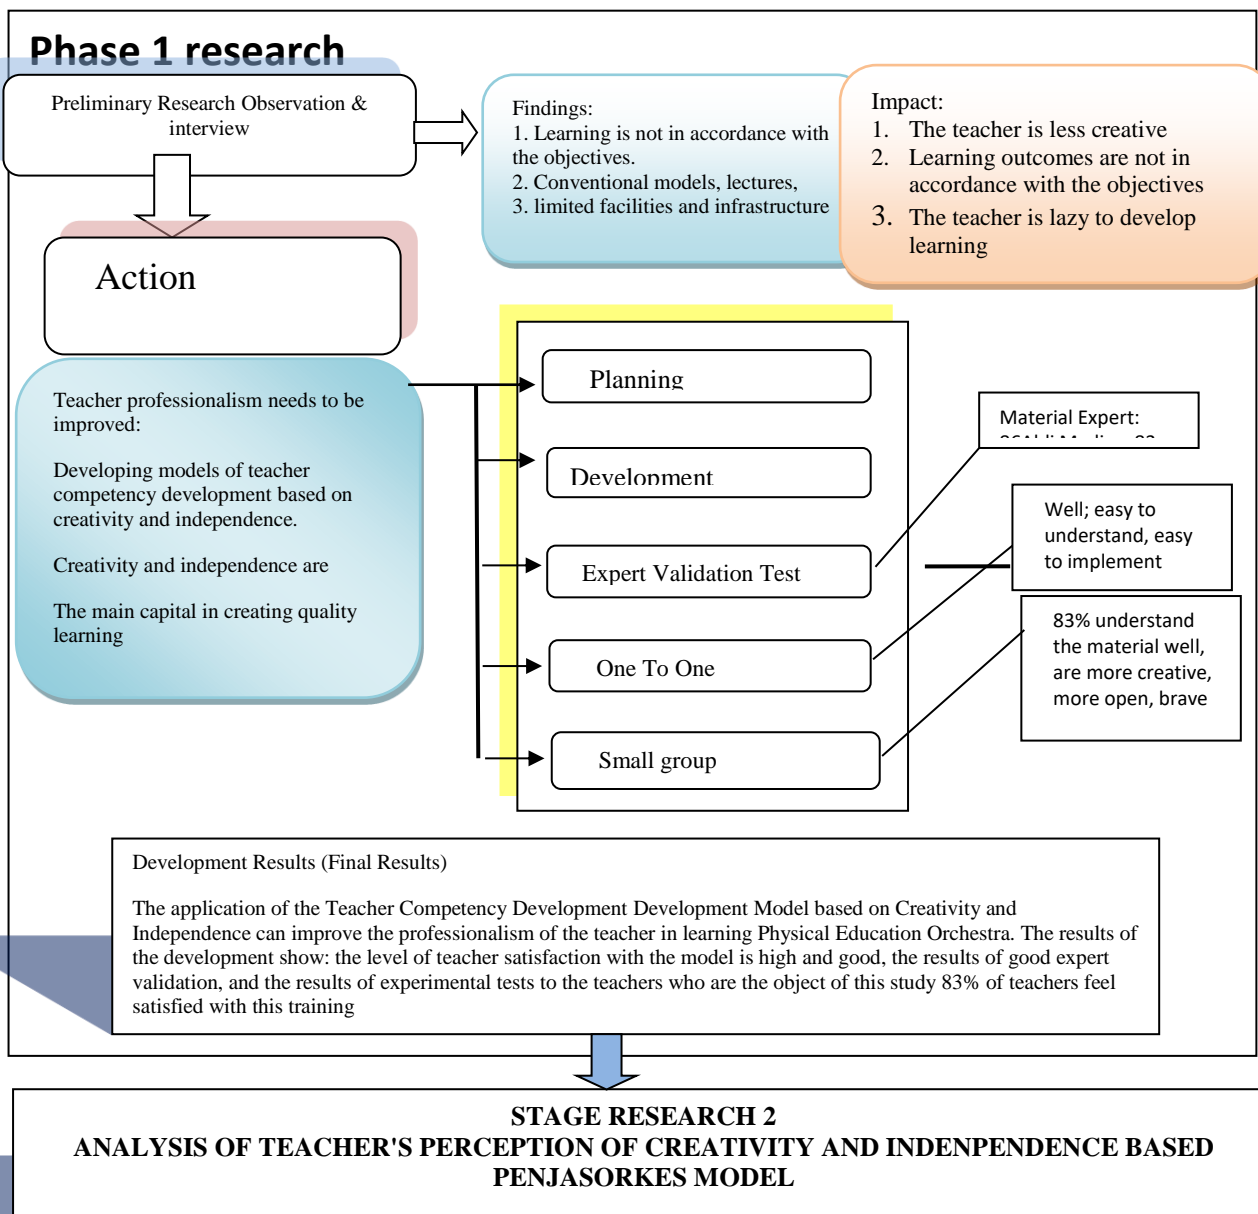 Phase 1 research
Preliminary Research Observation &
interview
Findings:
1. Learning is not in accordance with
the objectives.
2. Conventional models, lectures,
3. limited facilities and infrastructure
Impact:
1. The teacher is less creative
2. Learning outcomes are not in
accordance with the objectives
3. The teacher is lazy to develop
learning
Action
Teacher professionalism needs to be
improved:
Developing models of teacher
competency development based on
creativity and independence.
Creativity and independence are
The main capital in creating quality
learning
Planning
Development
Expert Validation Test
One To One
Small group
Material Expert:
Well; easy to
understand, easy
to implement
83% understand
the material well,
are more creative,
more open, brave
Development Results (Final Results)
The application of the Teacher Competency Development Development Model based on Creativity and
Independence can improve the professionalism of the teacher in learning Physical Education Orchestra. The results of
the development show: the level of teacher satisfaction with the model is high and good, the results of good expert
validation, and the results of experimental tests to the teachers who are the object of this study 83% of teachers feel
satisfied with this training
STAGE RESEARCH 2
ANALYSIS OF TEACHER'S PERCEPTION OF CREATIVITY AND INDENPENDENCE BASED
PENJASORKES MODEL